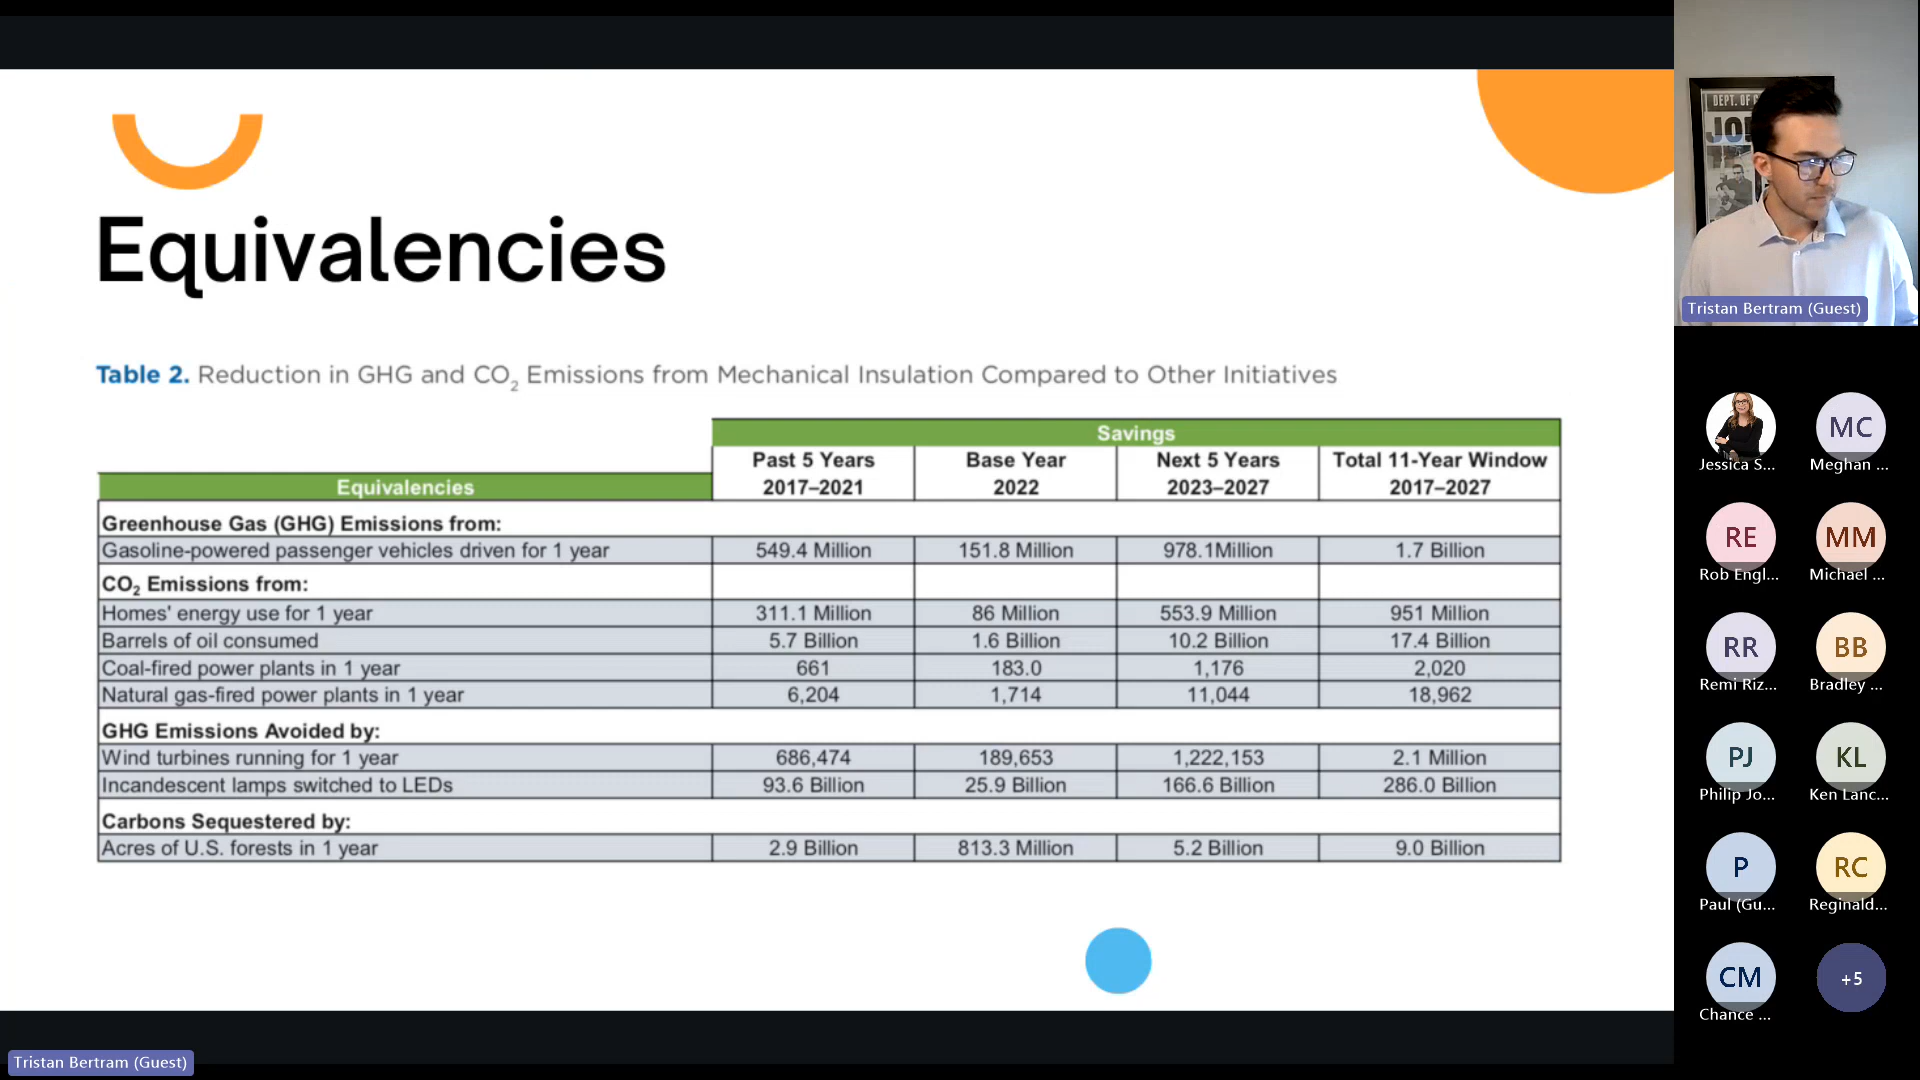 Equivalencies
Table 2. Reduction in GHG and CO2 Emissions from Mechanical Insulation Compared to Other Initiatives
Savings
Equivalencies Past 5 Years 2017–2021 Base Year 2022 Next 5 Years 2023–2027 Total 11-Year Window 2017–2027
Greenhouse Gas (GHG) Emissions from:
Gasoline-powered passenger vehicles driven for 1 year 549.4 Million 151.8 Million 978.1Million 1.7 Billion
CO2 Emissions from:
Homes' energy use for 1 year 311.1 Million 86 Million 553.9 Million 951 Million
Barrels of oil consumed 5.7 Billion 1.6 Billion 10.2 Billion 17.4 Billion
Coal-fired power plants in 1 year 661 183.0 1,176 2,020
Natural gas-fired power plants in 1 year 6,204 1,714 11,044 18,962
GHG Emissions Avoided by:
Wind turbines running for 1 year 686,474 189,653 1,222,153 2.1 Million
Incandescent lamps switched to LEDs 93.6 Billion 25.9 Billion 166.6 Billion 286.0 Billion
Carbons Sequestered by:
Acres of U.S. forests in 1 year 2.9 Billion 813.3 Million 5.2 Billion 9.0 Billion
Tristan Bertram (Guest)
DEPT. OF
Tristan Bertram (Guest)
Jessica S...
MC
Meghan ...
RE
Rob Engl...
MM
Michael ...
RR
Remi Riz...
BB
Bradley ...
PJ
Philip Jo...
KL
Ken Lanc...
P
Paul (Gu...
RC
Reginald...
CM
Chance ...
+5